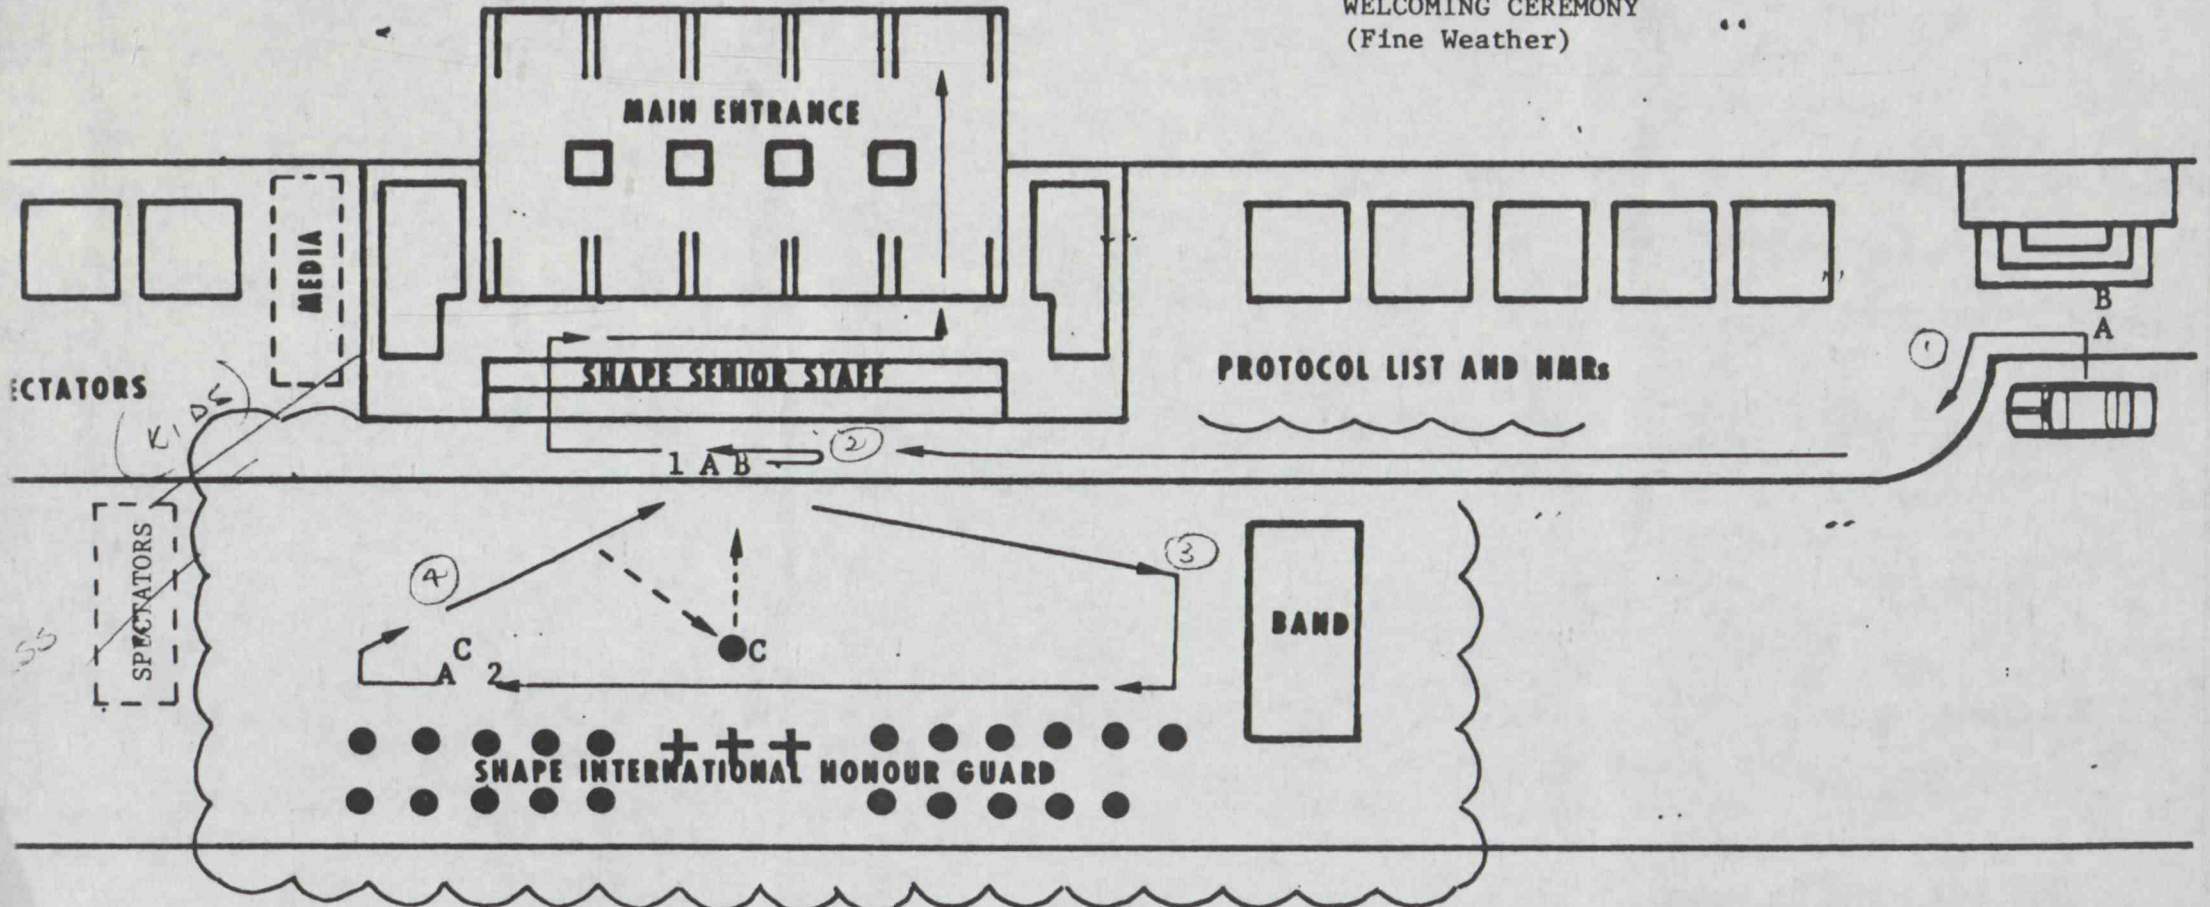 WELCOMING CEREMONY
(Fine Weather)
MAIN ENTRANCE
MEDIA
B
A
1
SHAPE SENIOR STAFF
PROTOCOL LIST AND NMRs
ECTATORS
KIDS
2
1 A B
SPECTATORS
3
4
BAND
C
C
A 2
SHAPE INTERNATIONAL HONOUR GUARD